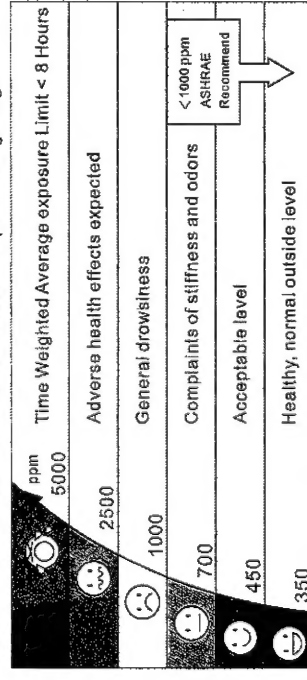 ppm
5000 Time Weighted Average exposure Limit < 8 Hours
2500 Adverse health effects expected
1000 General drowsiness
700 Complaints of stiffness and odors
<1000 ppm
ASHRAE
Recommend
450 Acceptable level
350 Healthy, normal outside level